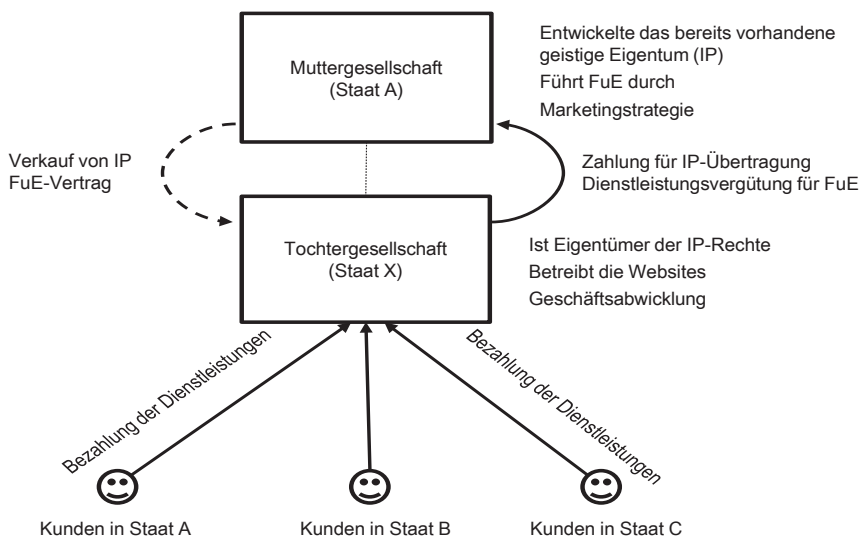 Muttergesellschaft
(Staat A)
Entwickelte das bereits vorhandene
geistige Eigentum (IP)
Führt FuE durch
Marketingstrategie
Verkauf von IP
FuE-Vertrag
Zahlung für IP-Übertragung
Dienstleistungsvergütung für FuE
Tochtergesellschaft
(Staat X)
Ist Eigentümer der IP-Rechte
Betreibt die Websites
Geschäftsabwicklung
Bezahlung der Dienstleistungen
Bezahlung der Dienstleistungen
Kunden in Staat A
Kunden in Staat B
Kunden in Staat C